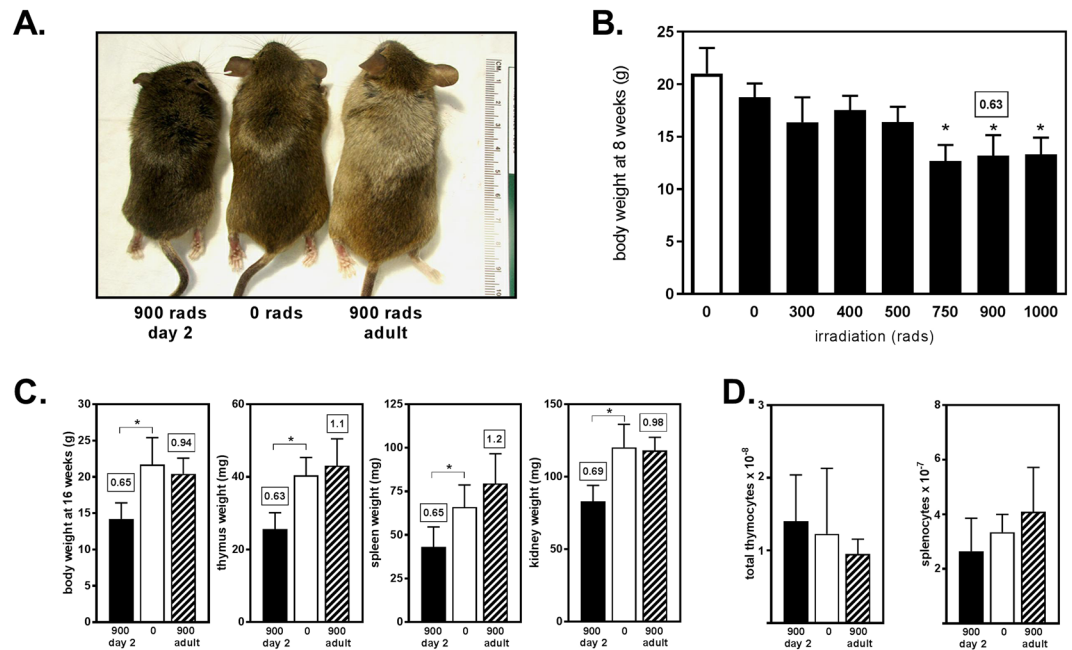 A.
CM
900 rads
day 2
0 rads
900 rads
adult
B.
body weight at 8 weeks (g)
25
20
15
10
5
0
0.63
* * *
0 0 300 400 500 750 900 1000
irradiation (rads)
C.
body weight at 16 weeks (g)
30
25
20
15
10
5
0
*
0.65
0.94
900
day 2
0
900
adult
thymus weight (mg)
60
40
20
0
*
0.63
1.1
900
day 2
0
900
adult
spleen weight (mg)
125
100
75
50
25
0
*
0.65
1.2
900
day 2
0
900
adult
kidney weight (mg)
150
100
50
0
*
0.69
0.98
900
day 2
0
900
adult
D.
total thymocytes x 10-8
3
2
1
900
day 2
0
900
adult
splenocytes x 10-7
8
6
4
2
900
day 2
0
900
adult